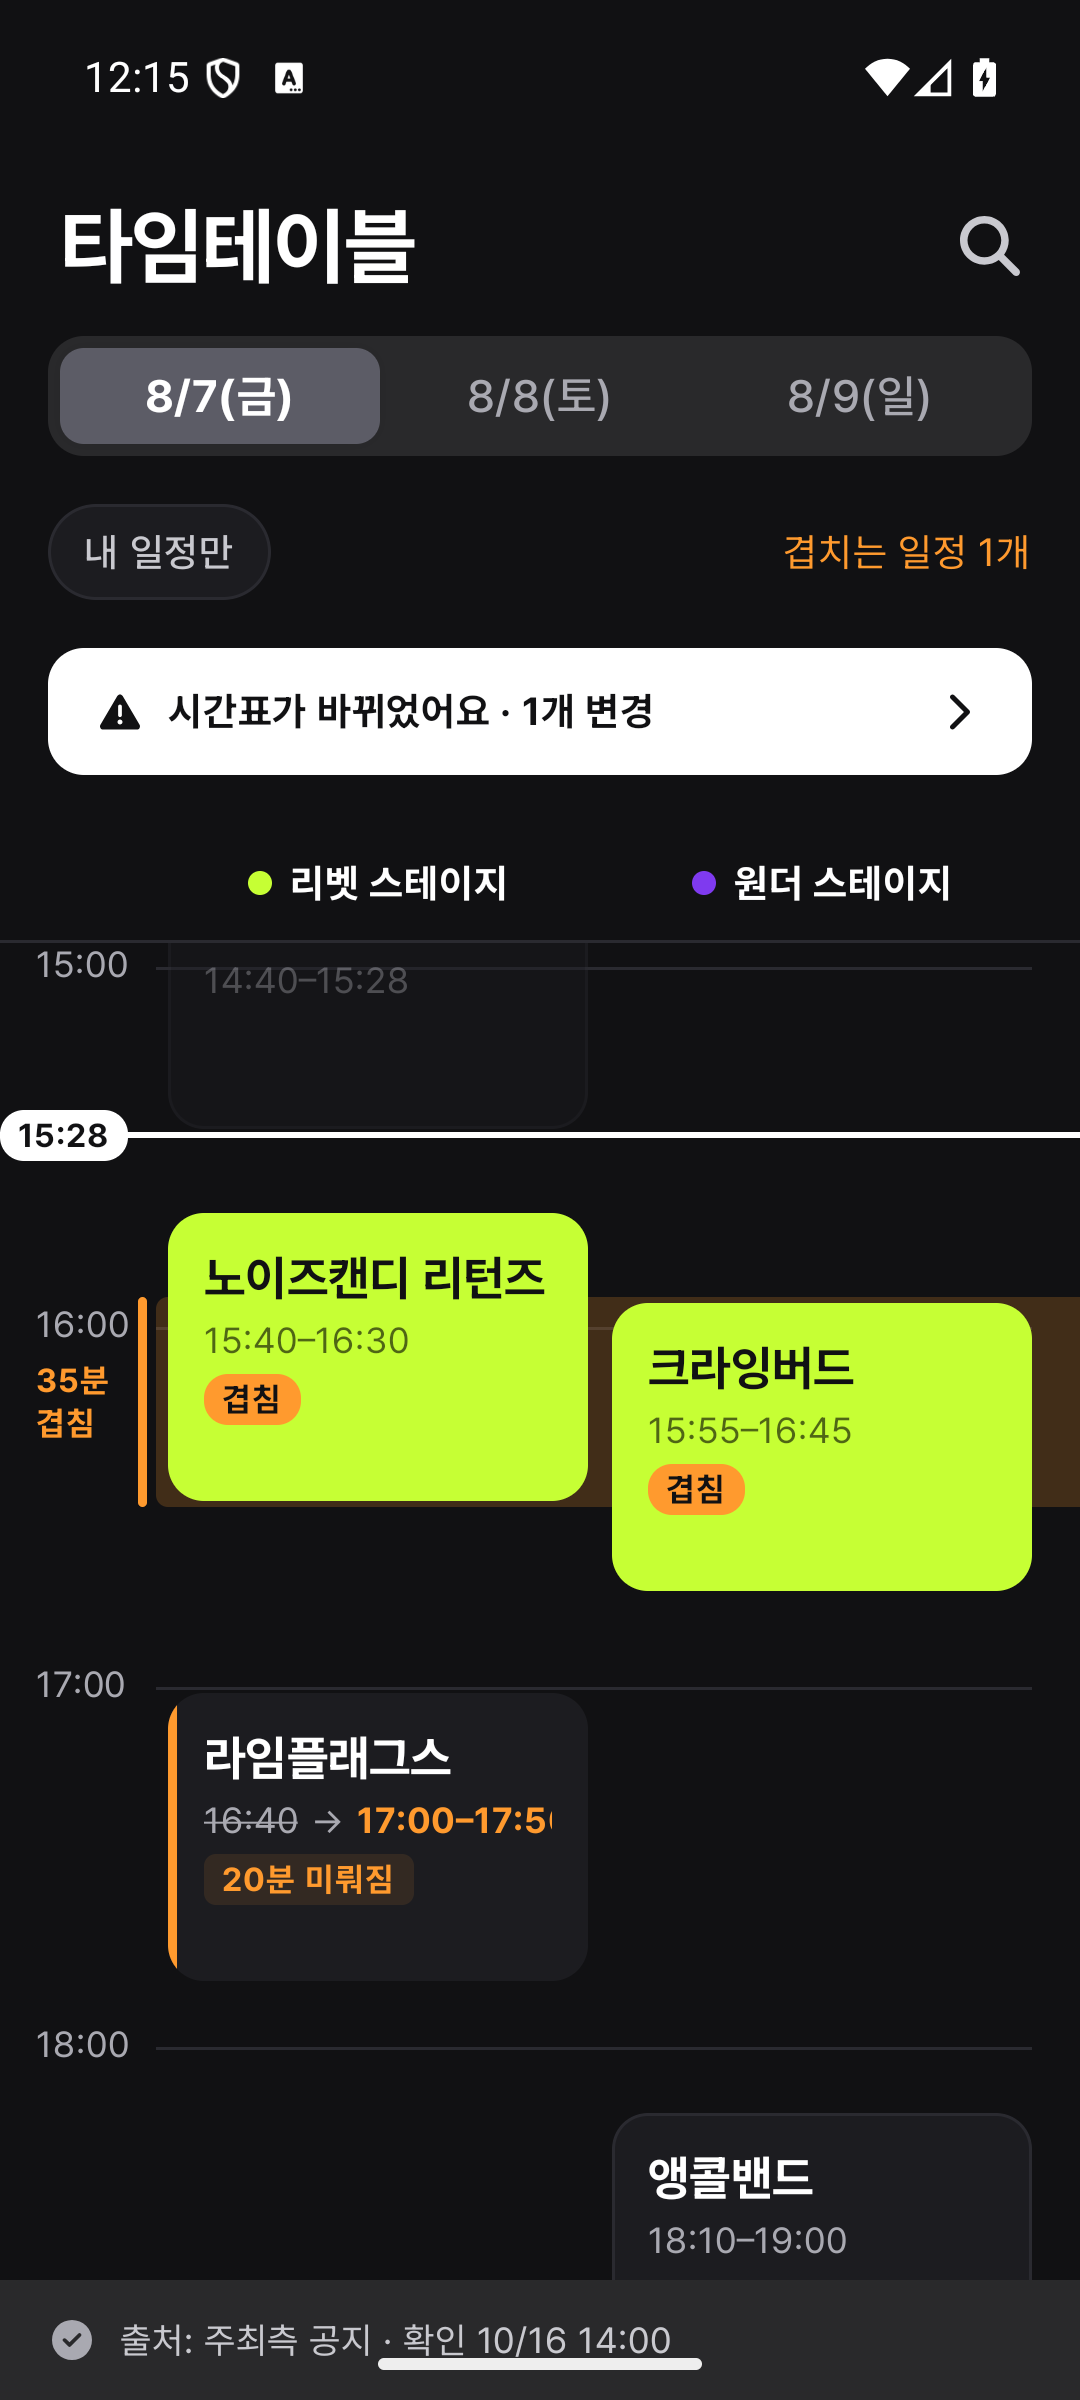 12:15
타임테이블
8/7(금) 8/8(토) 8/9(일)
내 일정만 겹치는 일정 1개
시간표가 바뀌었어요 · 1개 변경
리벳 스테이지 원더 스테이지
15:00
14:40–15:28
15:28
노이즈캔디 리턴즈
15:40–16:30
겹침
16:00
35분
겹침
크라잉버드
15:55–16:45
겹침
17:00
라임플래그스
16:40 → 17:00–17:5
20분 미뤄짐
18:00
앵콜밴드
18:10–19:00
출처: 주최측 공지 · 확인 10/16 14:00